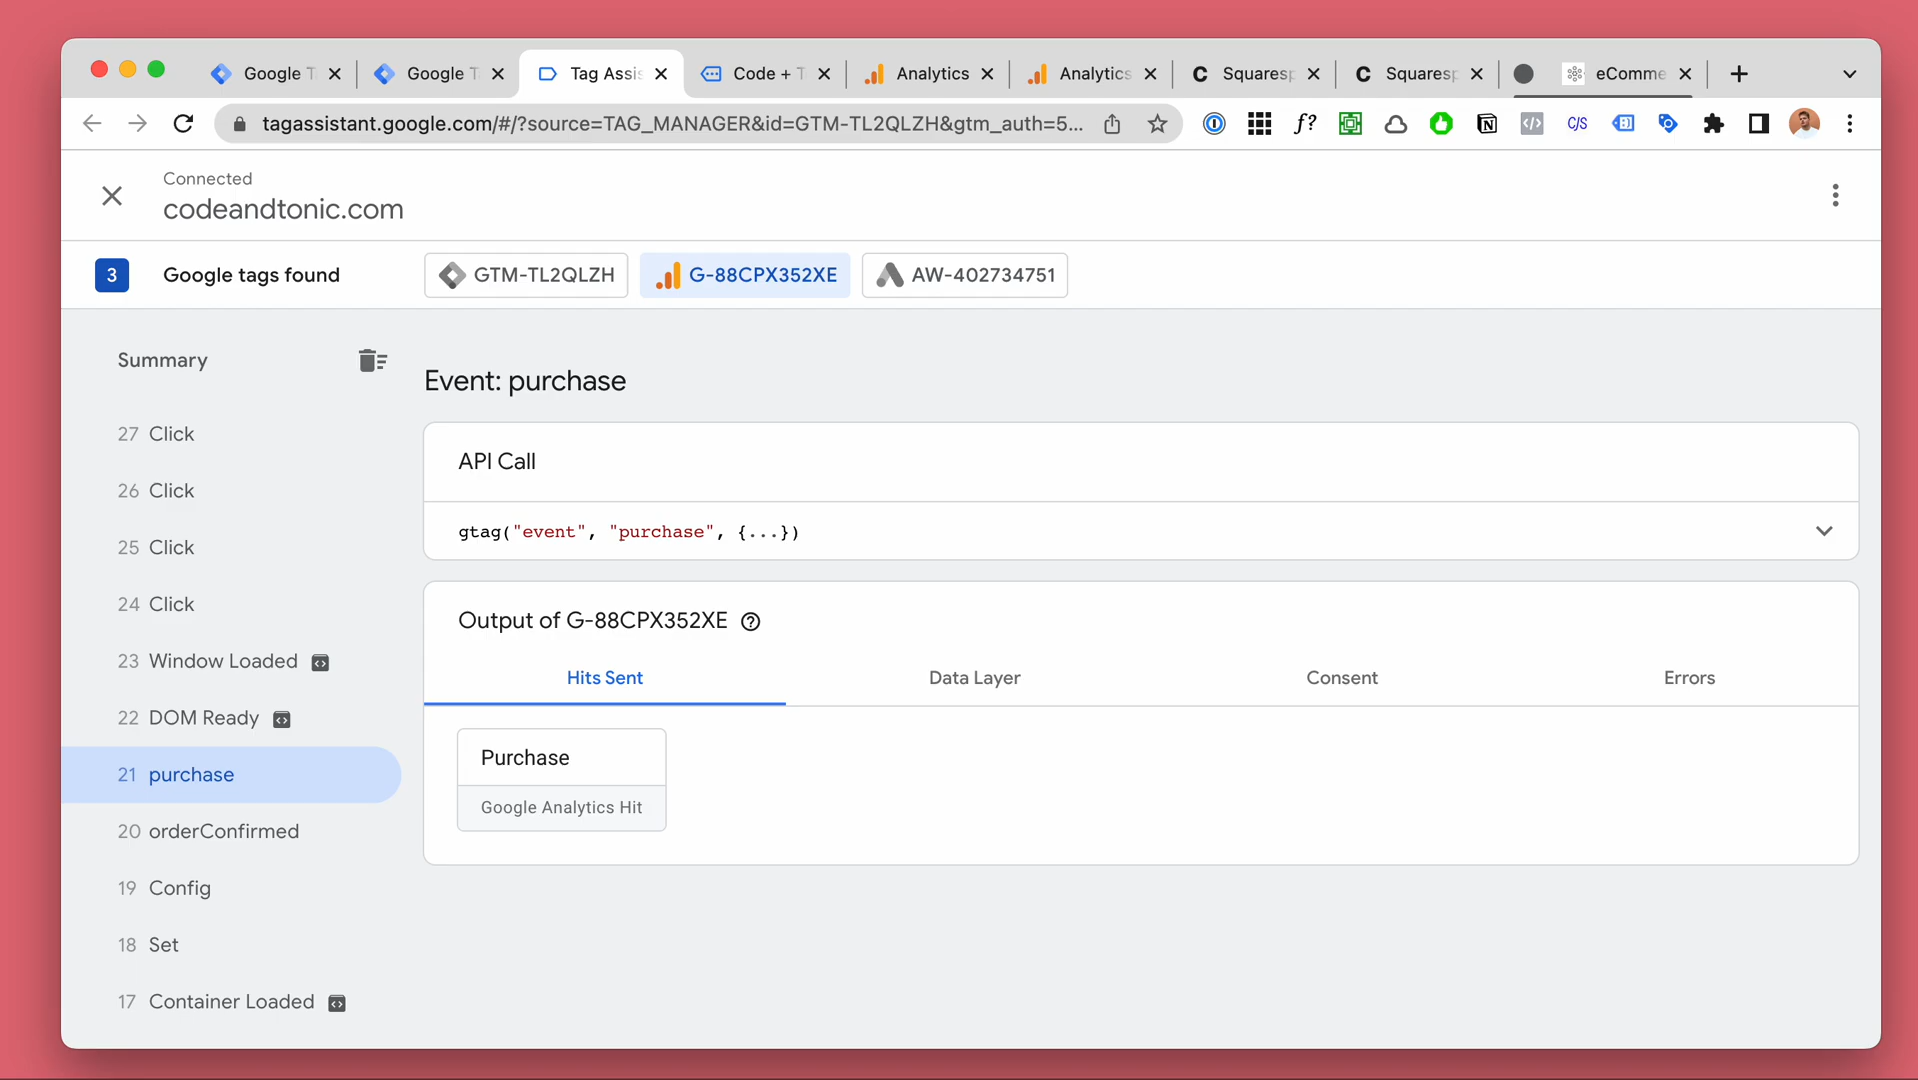 Google T
Google T
Tag Assis
Code + T
Analytics
Analytics
Squaresp
Squaresp
eComme
tagassistant.google.com/#/?source=TAG_MANAGER&id=GTM-TL2QLZH&gtm_auth=5...
f?
C/S
Connected
codeandtonic.com
3 Google tags found
GTM-TL2QLZH
G-88CPX352XE
AW-402734751
Summary
27 Click
26 Click
25 Click
24 Click
23 Window Loaded
22 DOM Ready
21 purchase
20 orderConfirmed
19 Config
18 Set
17 Container Loaded
Event: purchase
API Call
gtag("event", "purchase", {...})
Output of G-88CPX352XE
Hits Sent
Data Layer
Consent
Errors
Purchase
Google Analytics Hit